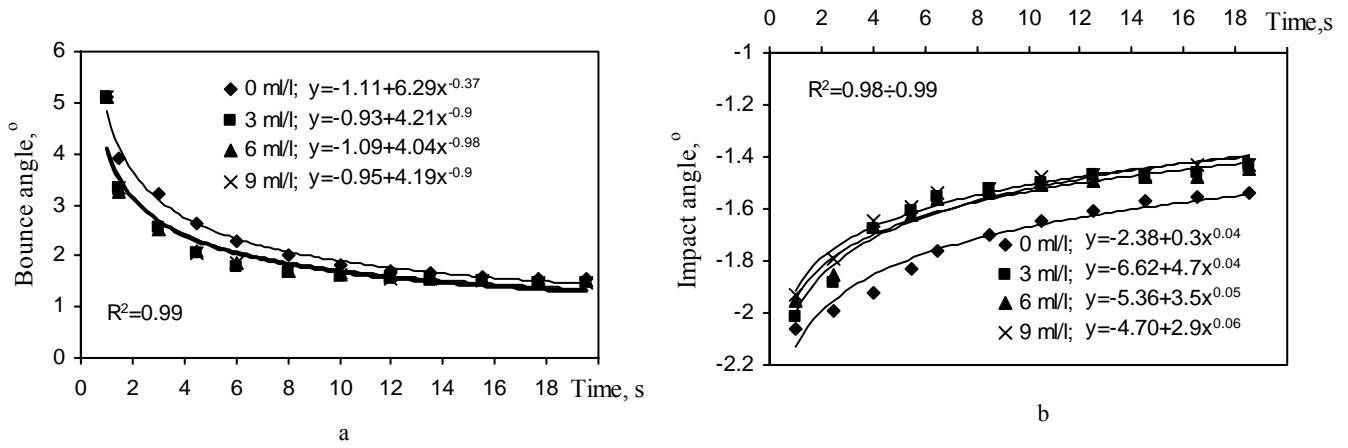 6
5
4
3
2
1
0
Bounce angle,°
0 ml/l; y=-1.11+6.29x^-0.37
3 ml/l; y=-0.93+4.21x^-0.9
6 ml/l; y=-1.09+4.04x^-0.98
9 ml/l; y=-0.95+4.19x^-0.9
R²=0.99
0 2 4 6 8 10 12 14 16 18 Time, s
a
0 2 4 6 8 10 12 14 16 18 Time,s
-1
-1.4
-1.6
-1.8
-2
-2.2
Impact angle,°
R²=0.98÷0.99
0 ml/l; y=-2.38+0.3x^0.04
3 ml/l; y=-6.62+4.7x^0.04
6 ml/l; y=-5.36+3.5x^0.05
9 ml/l; y=-4.70+2.9x^0.06
b